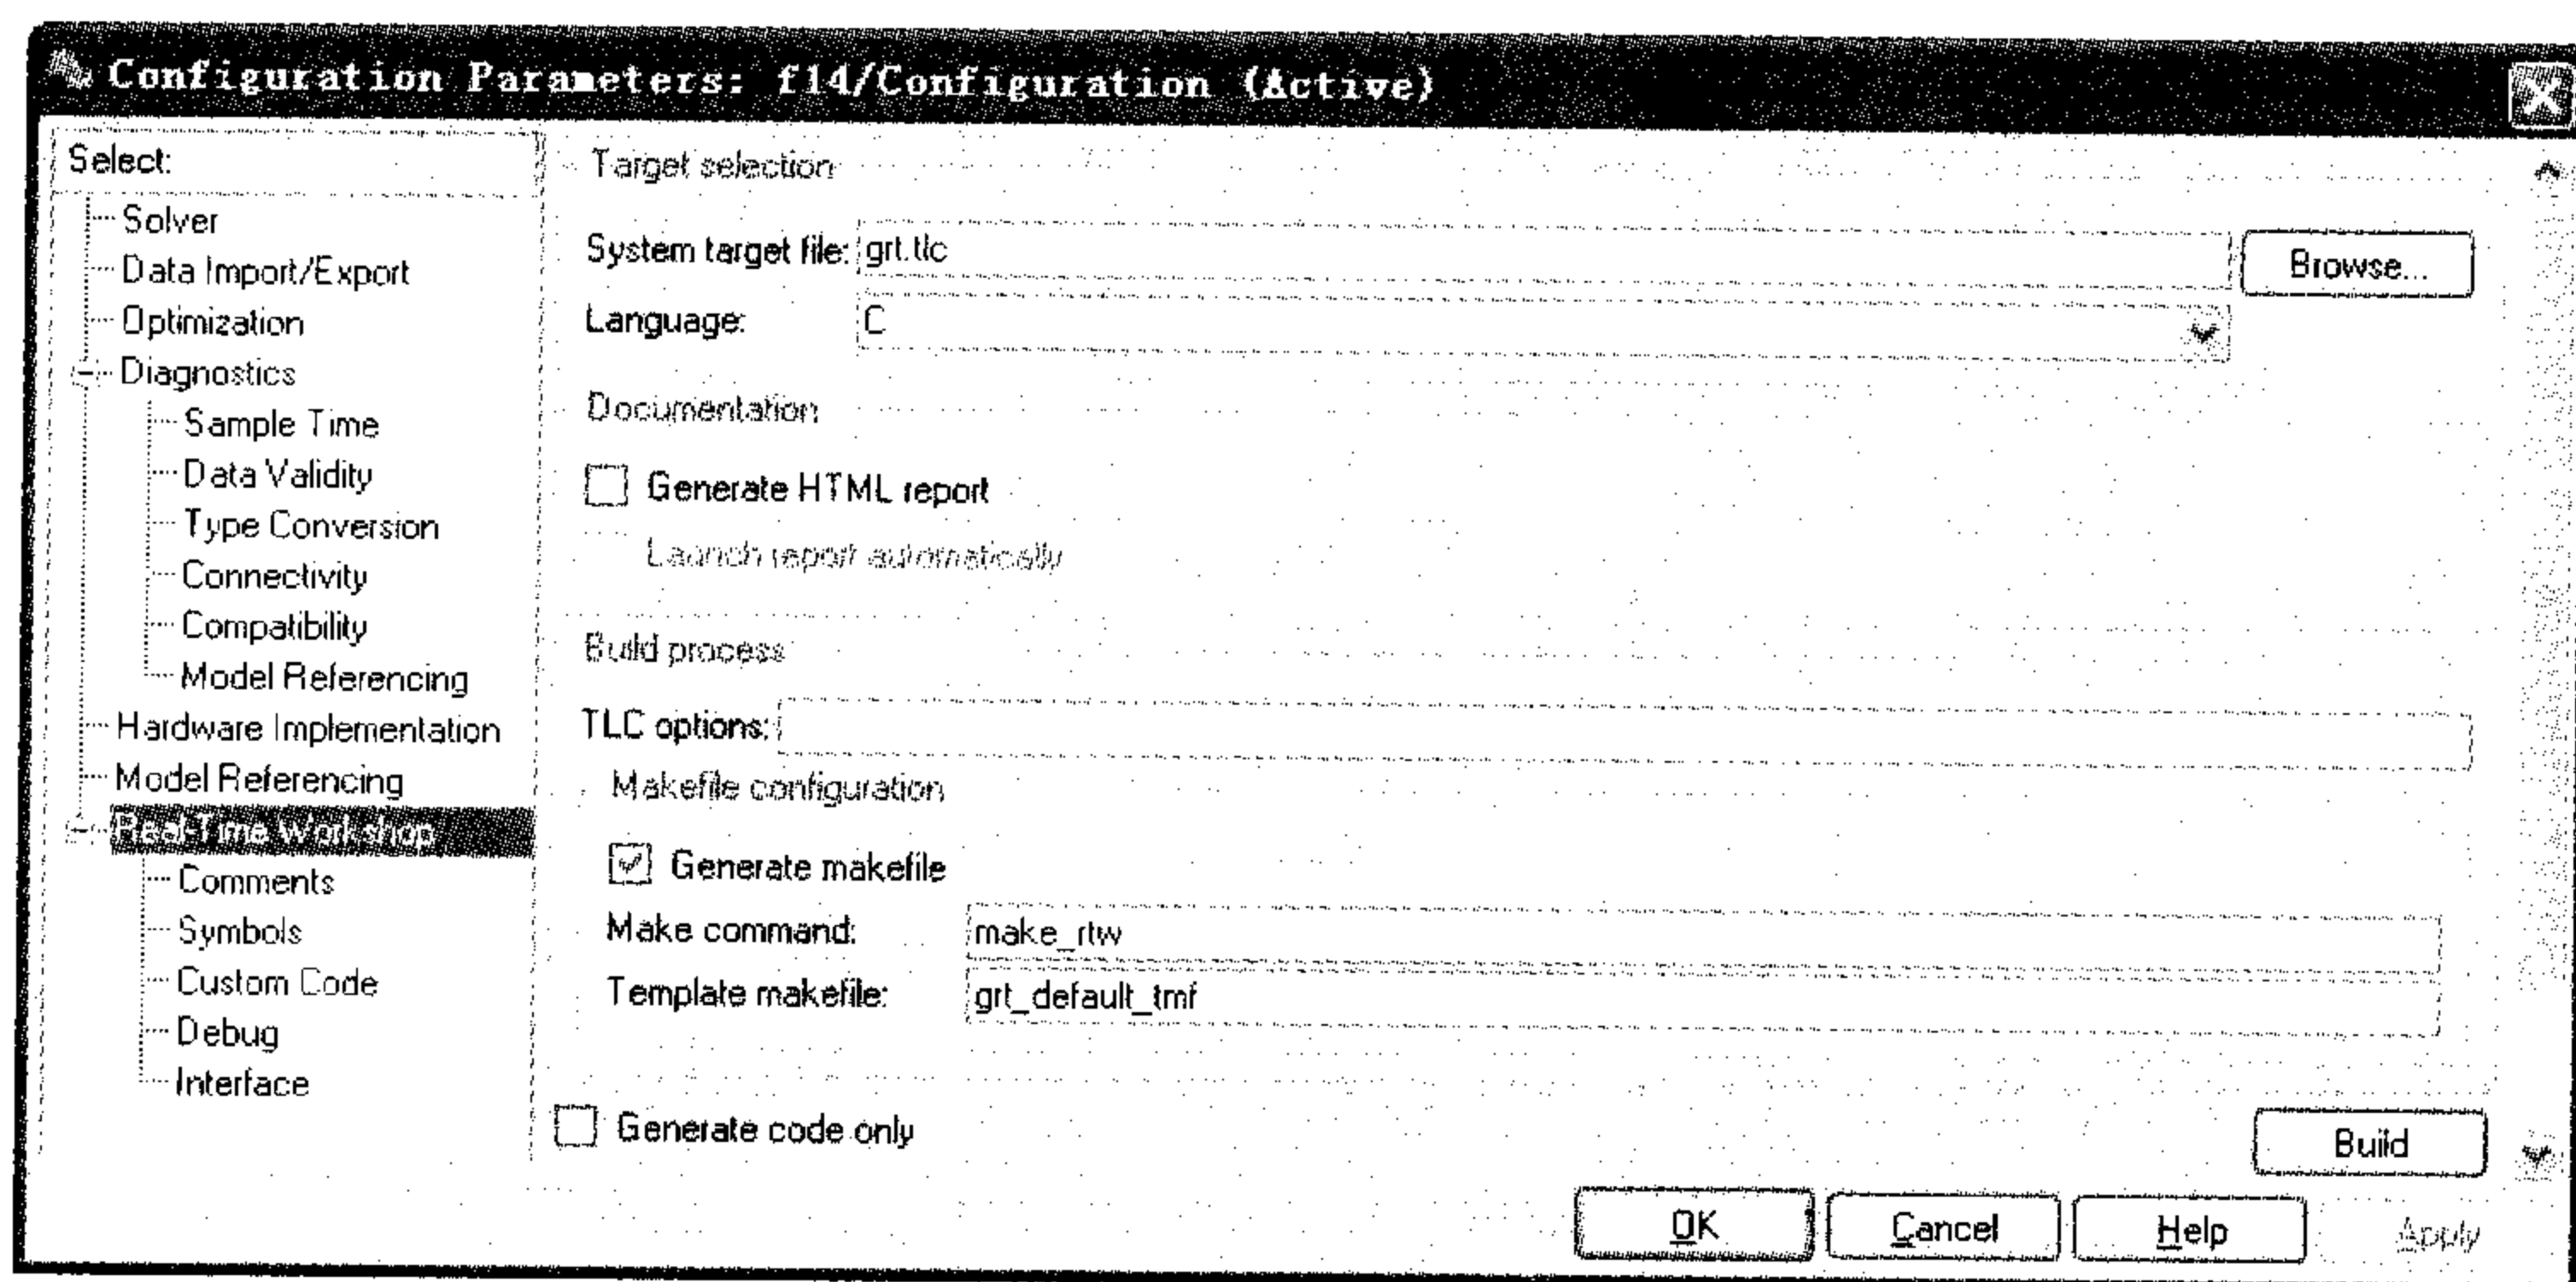 Configuration Parameters: f14/Configuration (Active)
Select:
Solver
Data Import/Export
Optimization
Diagnostics
Sample Time
Data Validity
Type Conversion
Connectivity
Compatibility
Model Referencing
Hardware Implementation
Model Referencing
Real-Time Workshop
Comments
Symbols
Custom Code
Debug
Interface
Target selection
System target file: grt.tlc
Browse...
Language: C
Documentation
Generate HTML report
Launch report automatically
Build process
TLC options:
Makefile configuration
Generate makefile
Make command: make_rtw
Template makefile: grt_default_tmf
Generate code only
Build
OK Cancel Help Apply